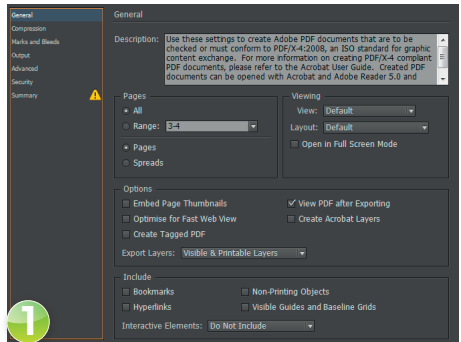 General
Compression
Marks and Bleeds
Output
Advanced
Security
Summary
General
Description:
Use these settings to create Adobe PDF documents that are to be
checked or must conform to PDF/X-4:2008, an ISO standard for graphic
content exchange. For more information on creating PDF/X-4 compliant
PDF documents, please refer to the Acrobat User Guide. Created PDF
documents can be opened with Acrobat and Adobe Reader 5.0 and
Pages
All
Range: 3-4
Pages
Spreads
Viewing
View: Default
Layout: Default
Open in Full Screen Mode
Options
Embed Page Thumbnails
Optimise for Fast Web View
Create Tagged PDF
View PDF after Exporting
Create Acrobat Layers
Export Layers: Visible & Printable Layers
Include
Bookmarks
Hyperlinks
Non-Printing Objects
Visible Guides and Baseline Grids
Interactive Elements: Do Not Include
1